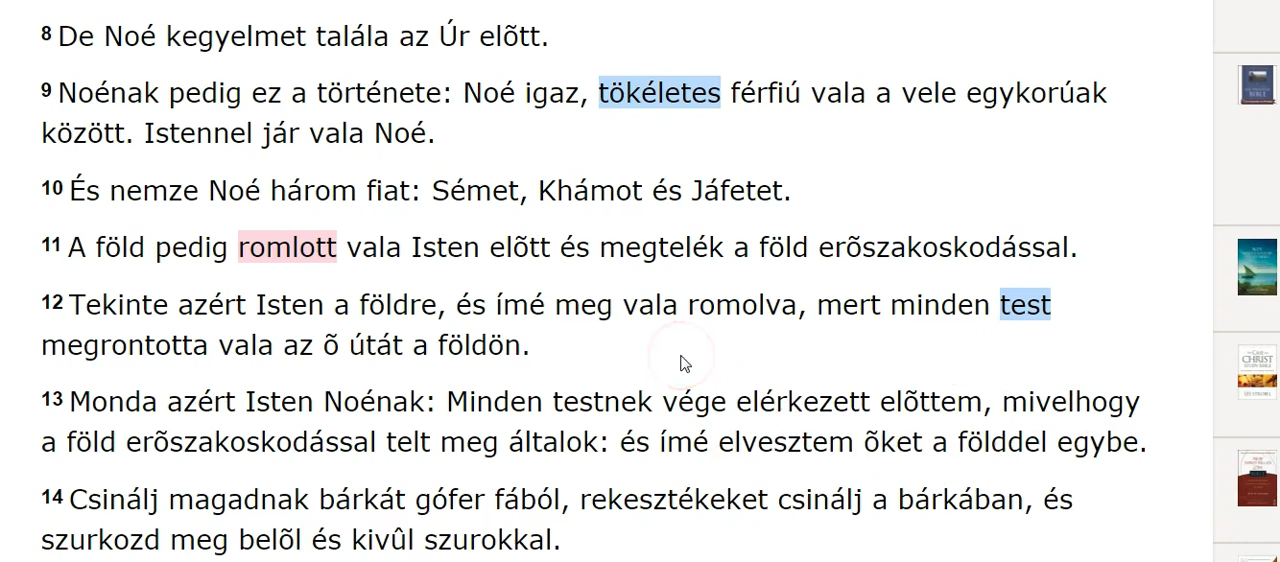 8 De Noé kegyelmet talála az Úr elõtt.
9 Noénak pedig ez a története: Noé igaz, tökéletes férfiú vala a vele egykorúak
között. Istennel jár vala Noé.
10 És nemze Noé három fiat: Sémet, Khámot és Jáfetet.
11 A föld pedig romlott vala Isten elõtt és megtelék a föld erõszakoskodással.
12 Tekinte azért Isten a földre, és ímé meg vala romolva, mert minden test
megrontotta vala az õ útát a földön.
13 Monda azért Isten Noénak: Minden testnek vége elérkezett elõttem, mivelhogy
a föld erõszakoskodással telt meg általok: és ímé elvesztem õket a földdel egybe.
14 Csinálj magadnak bárkát gófer fából, rekesztékeket csinálj a bárkában, és
szurkozd meg belõl és kivûl szurokkal.